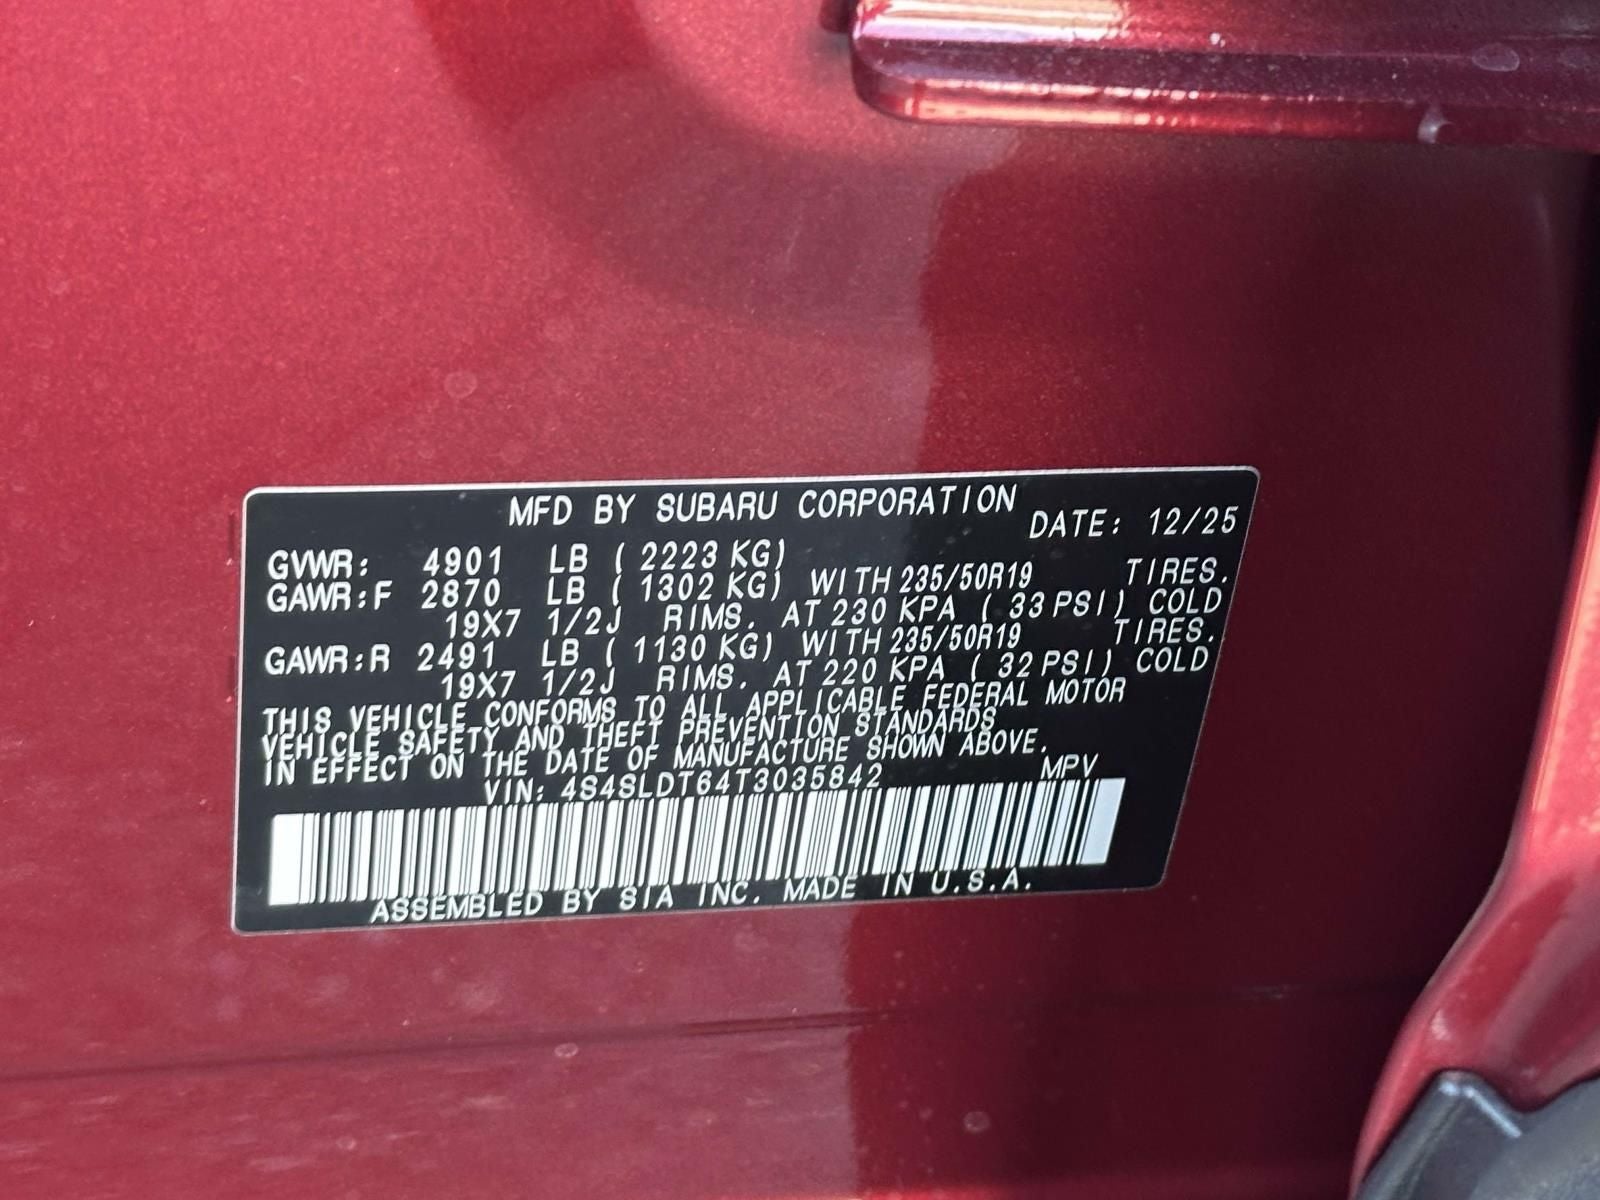 MFD BY SUBARU CORPORATION DATE: 12/25
GVWR: 4901 LB ( 2223 KG)
GAWR:F 2870 LB ( 1302 KG) WITH 235/50R19 TIRES.
19X7 1/2J RIMS. AT 230 KPA ( 33 PSI) COLD
GAWR:R 2491 LB ( 1130 KG) WITH 235/50R19 TIRES.
19X7 1/2J RIMS. AT 220 KPA ( 32 PSI) COLD
THIS VEHICLE CONFORMS TO ALL APPLICABLE FEDERAL MOTOR
VEHICLE SAFETY AND THEFT PREVENTION STANDARDS
IN EFFECT ON THE DATE OF MANUFACTURE SHOWN ABOVE.
VIN: 4S4SLDT64T3035842 MPV
ASSEMBLED BY SIA INC. MADE IN U.S.A.